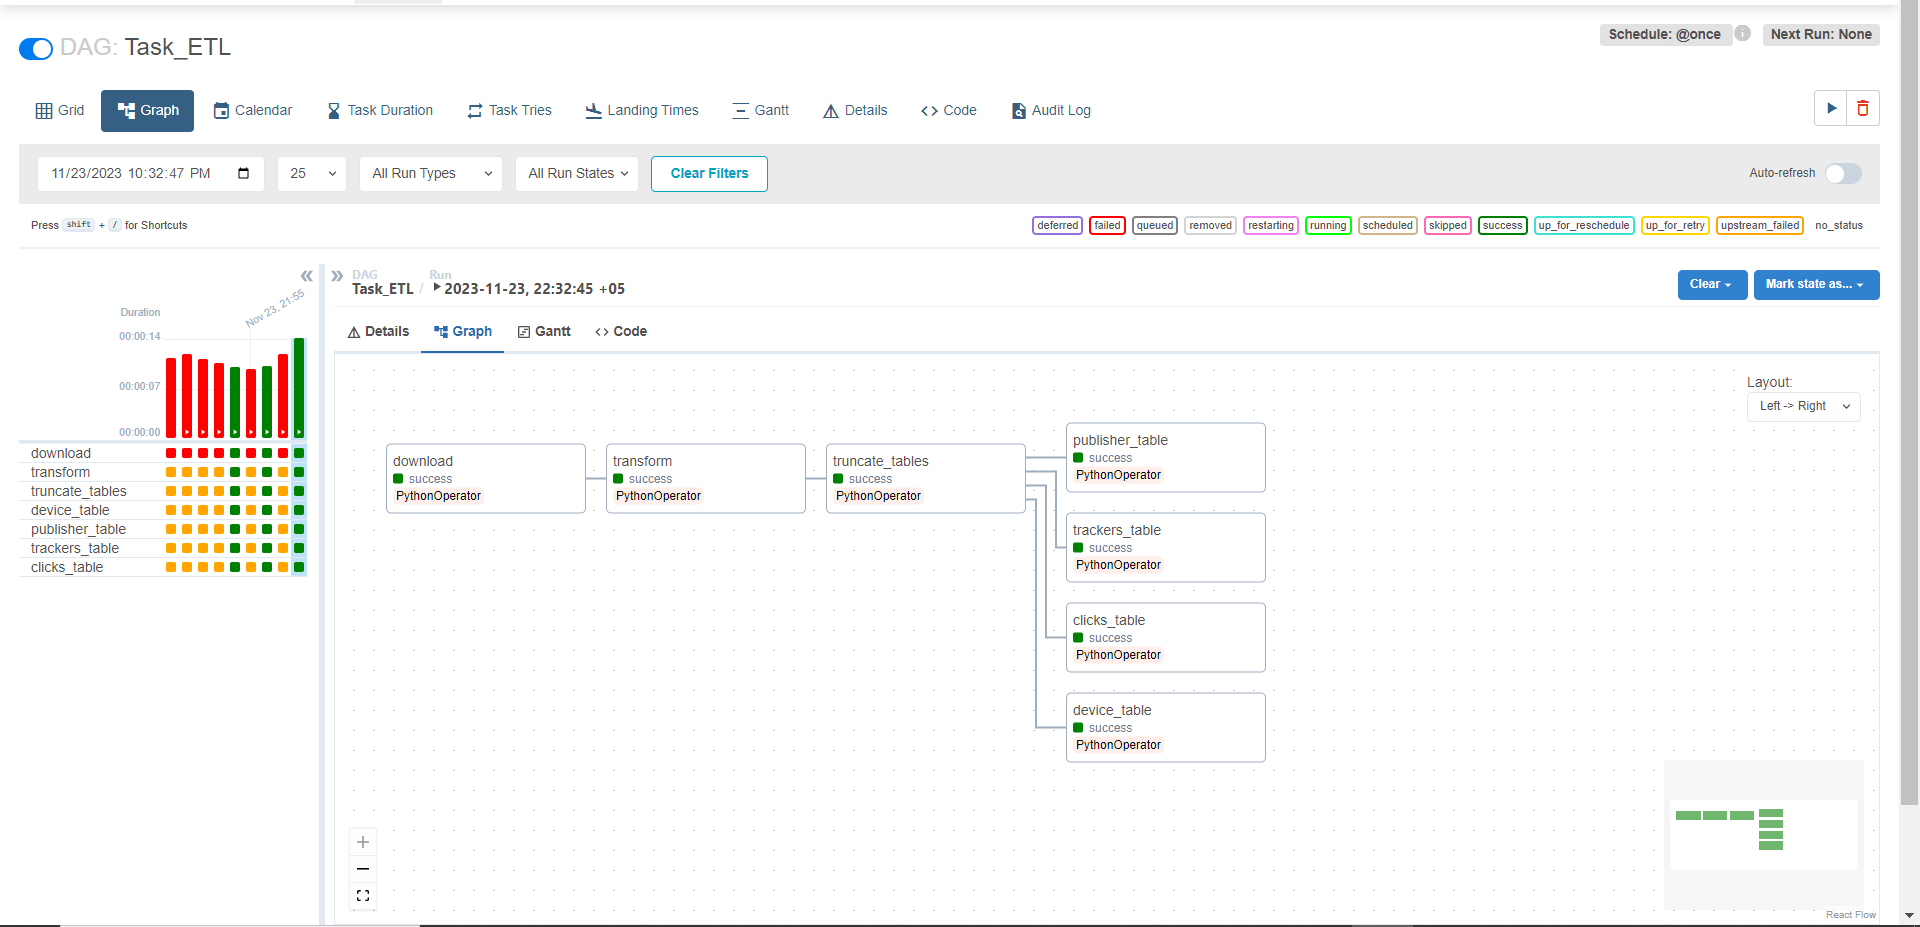 DAG: Task_ETL
Schedule: @once
Next Run: None
Grid
Graph
Calendar
Task Duration
Task Tries
Landing Times
Gantt
Details
Code
Audit Log
11/23/2023 10:32:47 PM
25
All Run Types
All Run States
Clear Filters
Auto-refresh
Press shift + / for Shortcuts
deferred
failed
queued
removed
restarting
running
scheduled
skipped
success
up_for_reschedule
up_for_retry
upstream_failed
no_status
Duration
Nov 23, 21:55
00:00:14
00:00:07
00:00:00
download
transform
truncate_tables
device_table
publisher_table
trackers_table
clicks_table
DAG
Task_ETL /
Run
2023-11-23, 22:32:45 +05
Clear
Mark state as...
Details
Graph
Gantt
Code
Layout:
Left -> Right
download
success
PythonOperator
transform
success
PythonOperator
truncate_tables
success
PythonOperator
publisher_table
success
PythonOperator
trackers_table
success
PythonOperator
clicks_table
success
PythonOperator
device_table
success
PythonOperator
React Flow